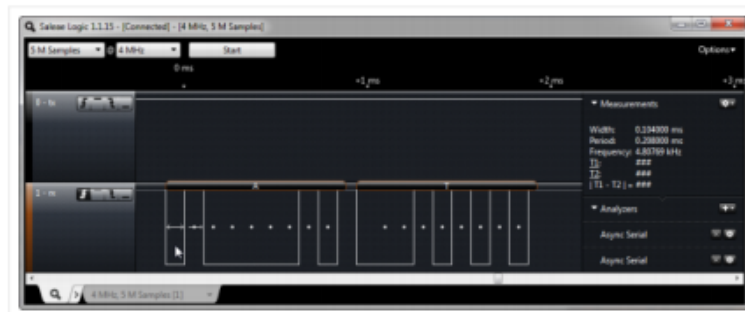 Saleae Logic 1.1.15 - [Connected] - [4 MHz, 5 M Samples]
5 M Samples @ 4 MHz Start Options
0 ms
+1 ms +2 ms +3 ms
Measurements
Width: 0.104000 ms
Period: 0.208000 ms
Frequency: 4.80769 kHz
T1: ###
T2: ###
| T1 - T2 | = ###
A T
Analyzers
Async Serial
Async Serial
4 MHz, 5 M Samples [1]